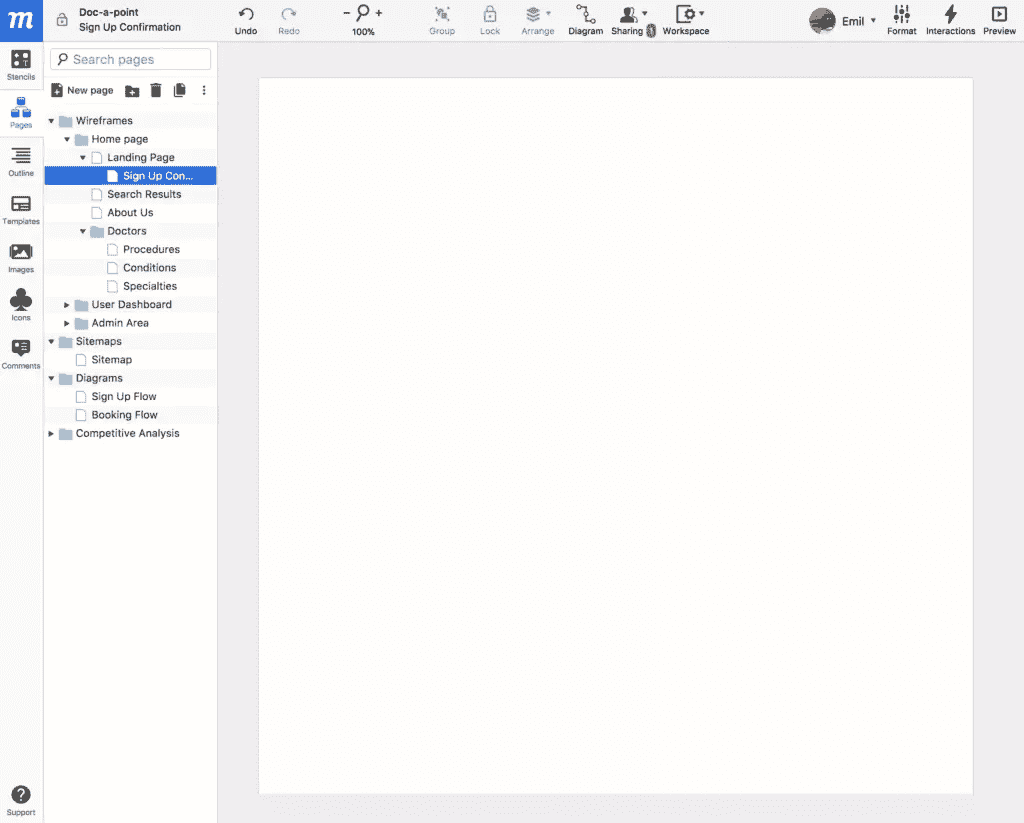 m
Doc-a-point
Sign Up Confirmation
Undo
Redo
100%
Group
Lock
Arrange
Diagram
Sharing
Workspace
Emil
Format
Interactions
Preview
Stencils
Pages
Outline
Templates
Images
Icons
Comments
Support
Search pages
New page
Wireframes
Home page
Landing Page
Sign Up Con...
Search Results
About Us
Doctors
Procedures
Conditions
Specialties
User Dashboard
Admin Area
Sitemaps
Sitemap
Diagrams
Sign Up Flow
Booking Flow
Competitive Analysis